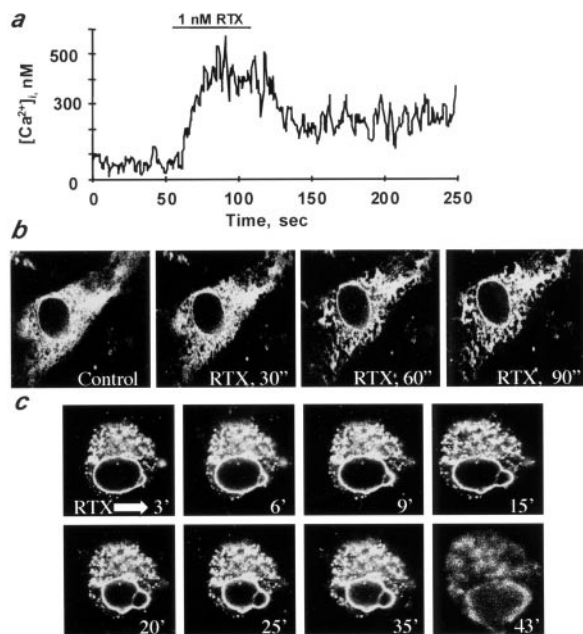 a
1 nM RTX
500
300
0
[Ca²⁺]i, nM
0 50 100 150 200 250
Time, sec
b
Control
RTX, 30”
RTX, 60”
RTX, 90”
c
RTX 3’
6’
9’
15’
20’
25’
35’
43’